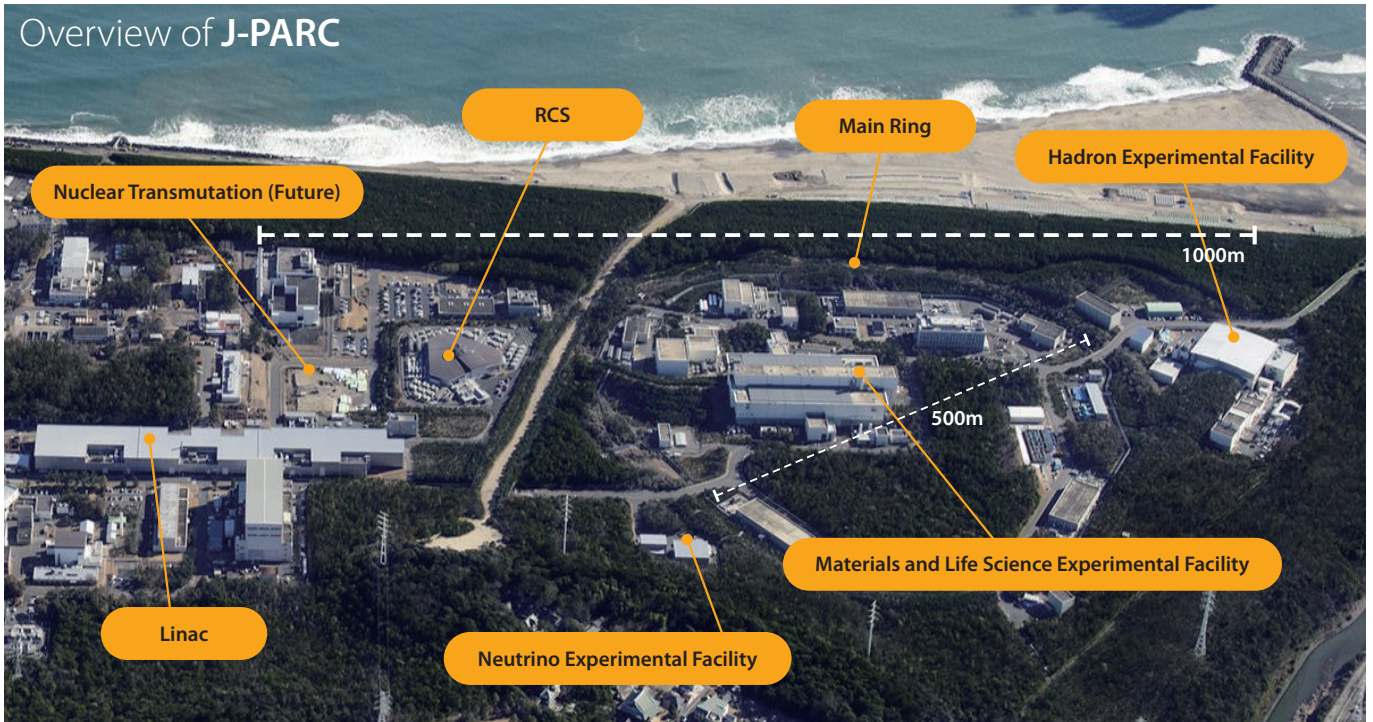 Overview of J-PARC
RCS
Main Ring
Hadron Experimental Facility
Nuclear Transmutation (Future)
1000m
500m
Materials and Life Science Experimental Facility
Linac
Neutrino Experimental Facility